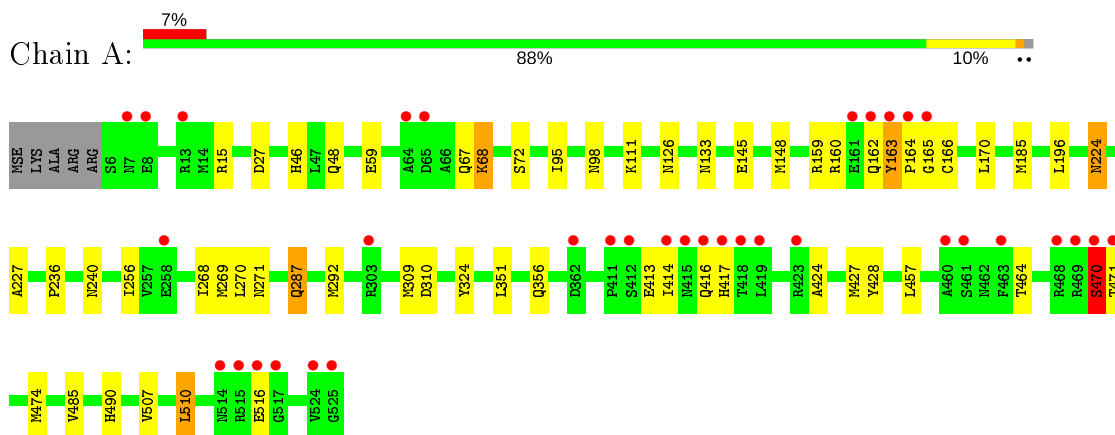 7%
Chain A:
88% 10% ••
MSE LYS ALA ARG ARG S6 N7 E8 R13 M14 R15 D27 H46 L47 Q48 E59 A64 D65 A66 Q67 K68 S72 I95 N98 K111 N126 N133 E145 M148 R159 R160 E161 Q162 Y163 P164 G165 C166 L170 M185 L196 N224
A227 P236 N240 I256 V257 E258 I268 M269 L270 N271 Q287 M292 R303 M309 D310 Y324 L351 Q356 D362 P411 S412 E413 I414 N415 Q416 H417 T418 L419 R423 A424 M427 Y428 L457 A460 S461 N462 F463 T464 R468 R469 S470 T471
M474 V485 H490 V507 L510 N514 R515 E516 G517 V524 G525